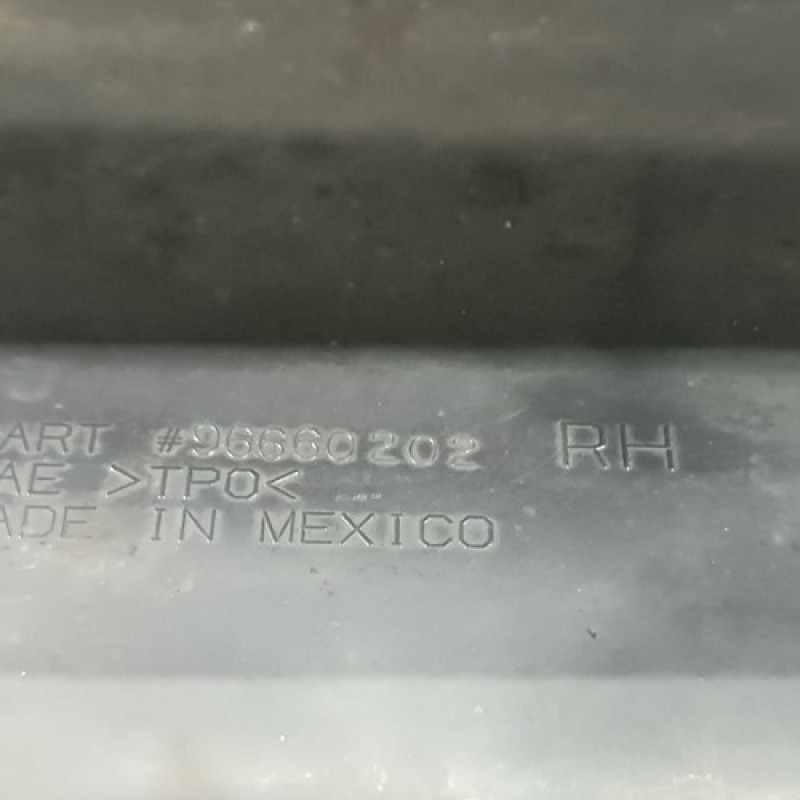 ART #96660202 RH
AE >TPO<
ADE IN MEXICO